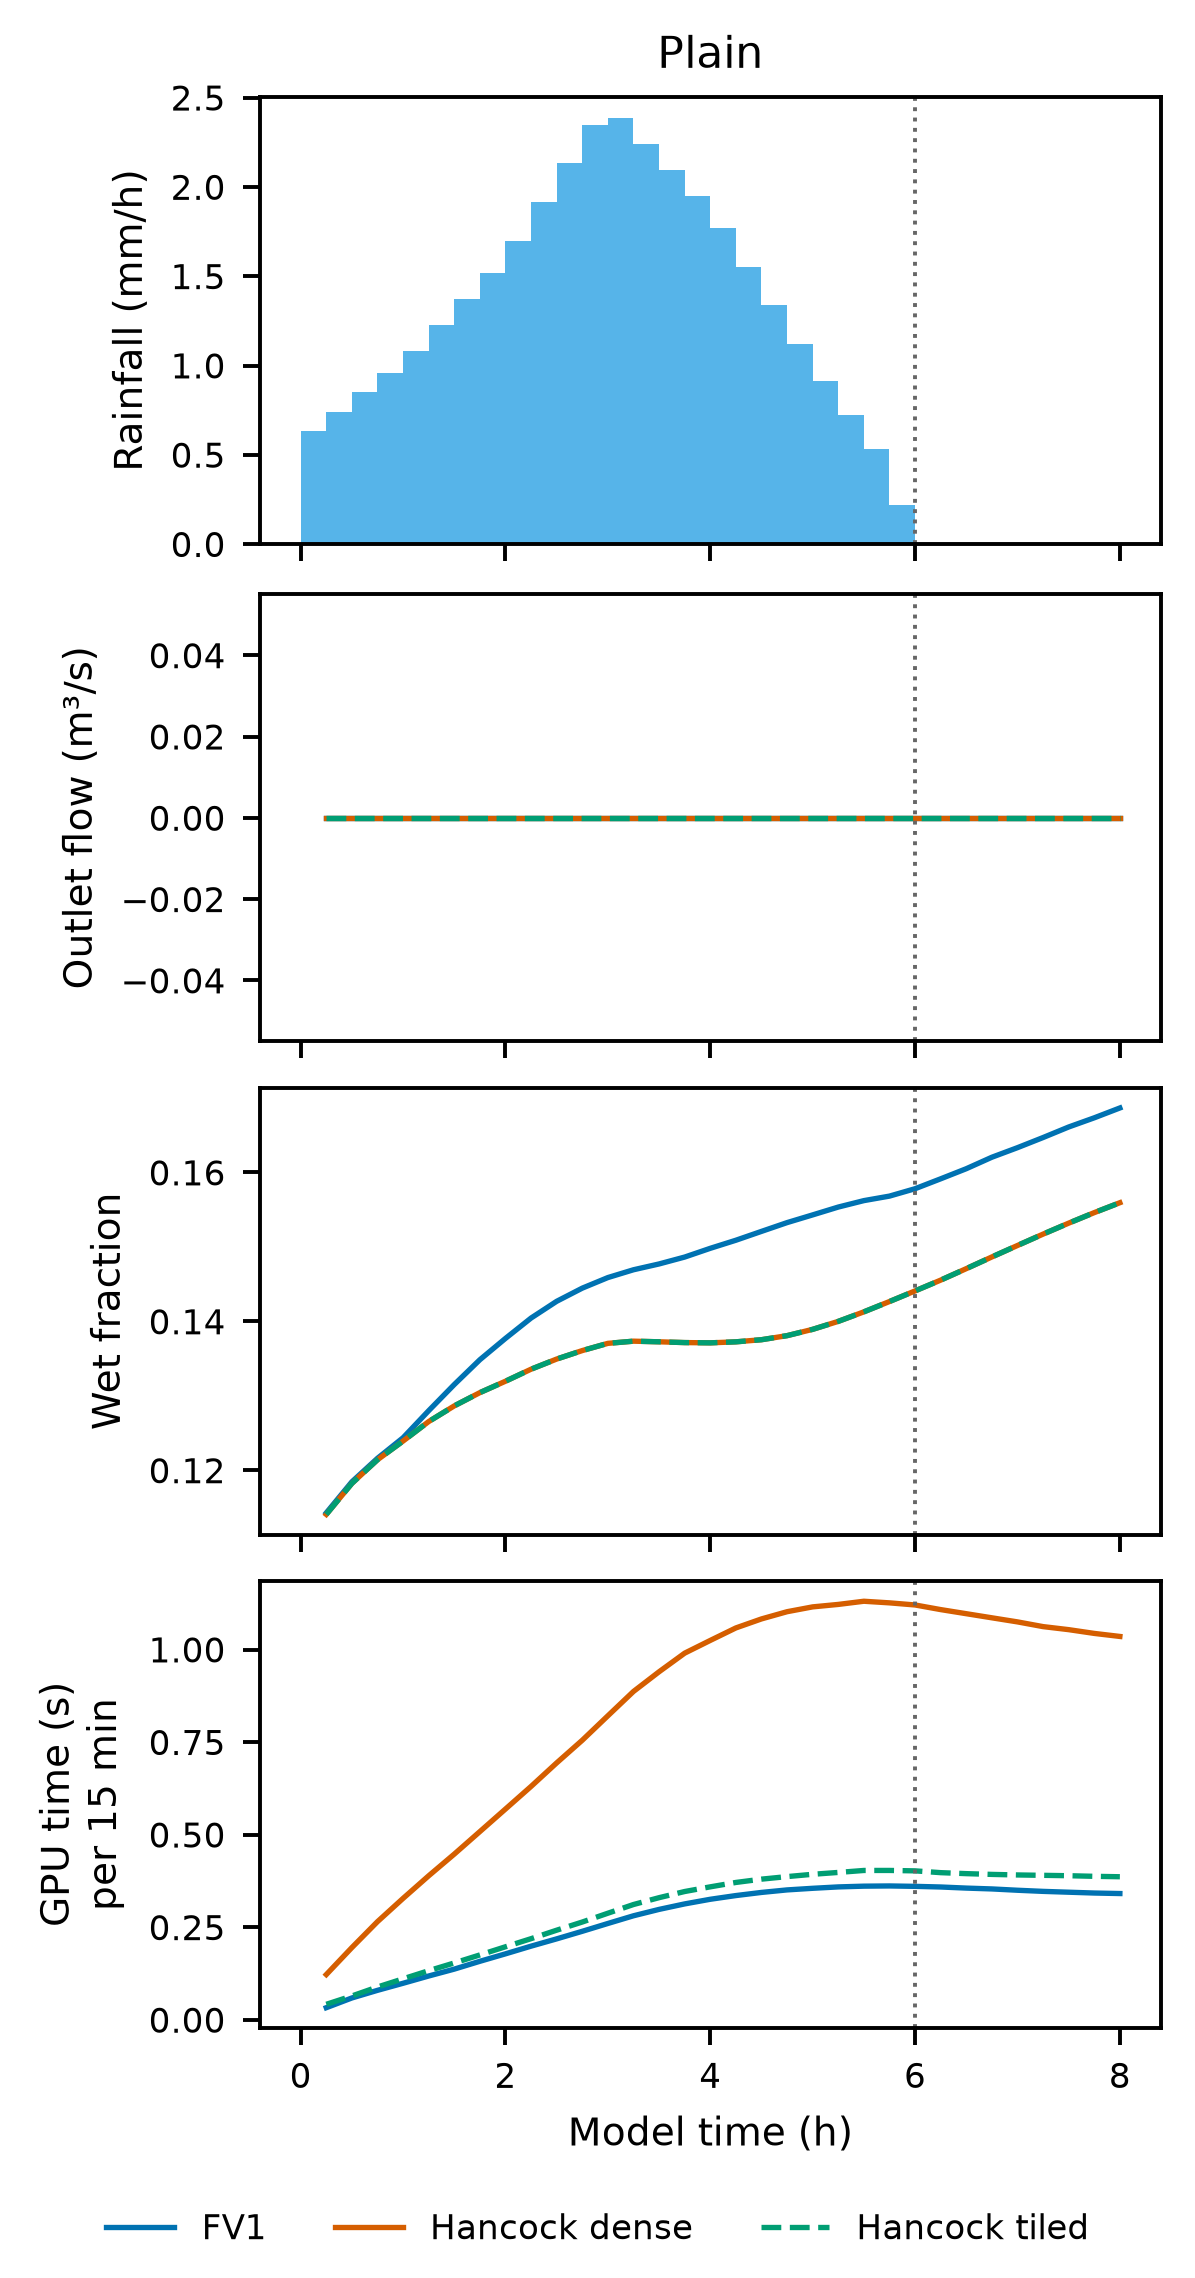 Plain
Rainfall (mm/h)
2.5
2.0
1.5
1.0
0.5
0.0
Outlet flow (m³/s)
0.04
0.02
0.00
−0.02
−0.04
Wet fraction
0.16
0.14
0.12
GPU time (s)
per 15 min
1.00
0.75
0.50
0.25
0.00
0 2 4 6 8
Model time (h)
FV1 Hancock dense Hancock tiled